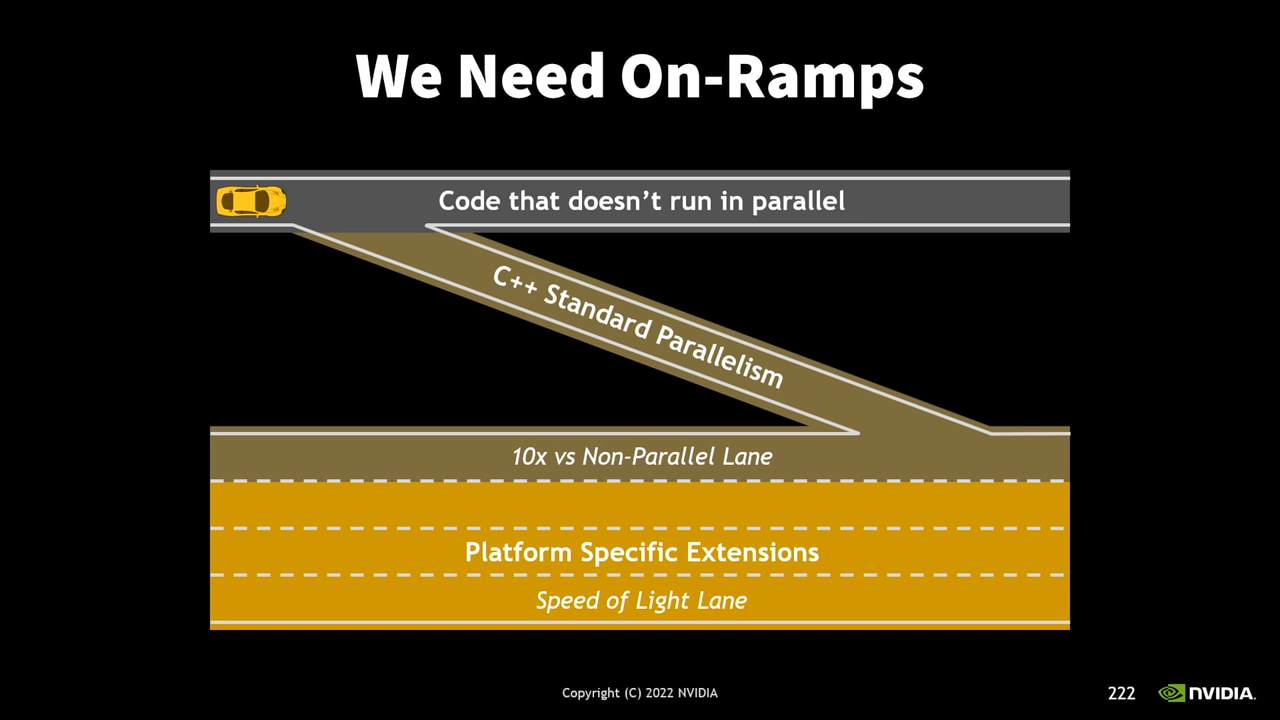 We Need On-Ramps
Code that doesn’t run in parallel
C++ Standard Parallelism
10x vs Non-Parallel Lane
Platform Specific Extensions
Speed of Light Lane
Copyright (C) 2022 NVIDIA
222
NVIDIA.